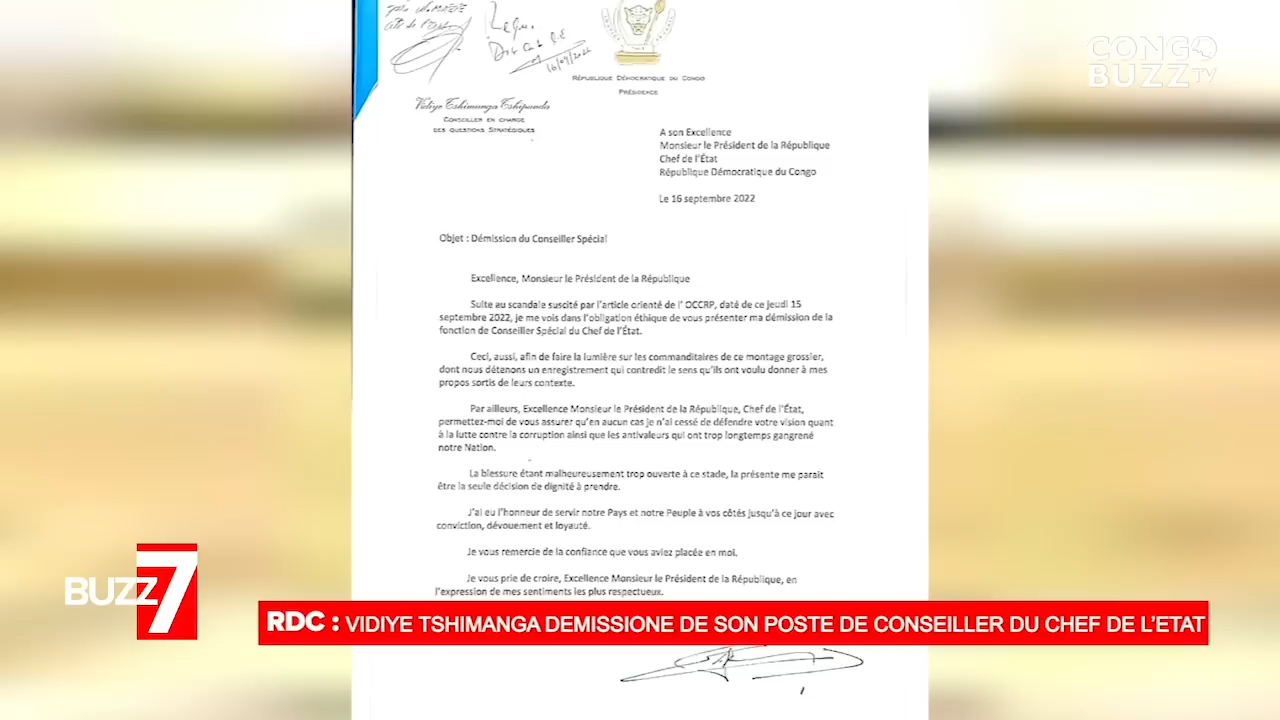 CONGO
BUZZ TV
Reçu
16/09/2022
RÉPUBLIQUE DÉMOCRATIQUE DU CONGO
PRÉSIDENCE
Vidiye Tshimanga Tshipanda
CONSEILLER EN CHARGE
DES QUESTIONS STRATÉGIQUES
A son Excellence
Monsieur le Président de la République
Chef de l'État
République Démocratique du Congo
Le 16 septembre 2022
Objet : Démission du Conseiller Spécial
Excellence, Monsieur le Président de la République
Suite au scandale suscité par l'article orienté de l' OCCRP, daté de ce jeudi 15
septembre 2022, je me vois dans l'obligation éthique de vous présenter ma démission de la
fonction de Conseiller Spécial du Chef de l'État.
Ceci, aussi, afin de faire la lumière sur les commanditaires de ce montage grossier,
dont nous détenons un enregistrement qui contredit le sens qu'ils ont voulu donner à mes
propos sortis de leurs contexte.
Par ailleurs, Excellence Monsieur le Président de la République, Chef de l'État,
permettez-moi de vous assurer qu'en aucun cas je n'ai cessé de défendre votre vision quant
à la lutte contre la corruption ainsi que les antivaleurs qui ont trop longtemps gangrené
notre Nation.
La blessure étant malheureusement trop ouverte à ce stade, la présente me parait
être la seule décision de dignité à prendre.
J'ai eu l'honneur de servir notre Pays et notre Peuple à vos côtés jusqu'à ce jour avec
conviction, dévouement et loyauté.
Je vous remercie de la confiance que vous aviez placée en moi.
Je vous prie de croire, Excellence Monsieur le Président de la République, en
l'expression de mes sentiments les plus respectueux.
BUZZ 7
RDC : VIDIYE TSHIMANGA DEMISSIONE DE SON POSTE DE CONSEILLER DU CHEF DE L'ETAT